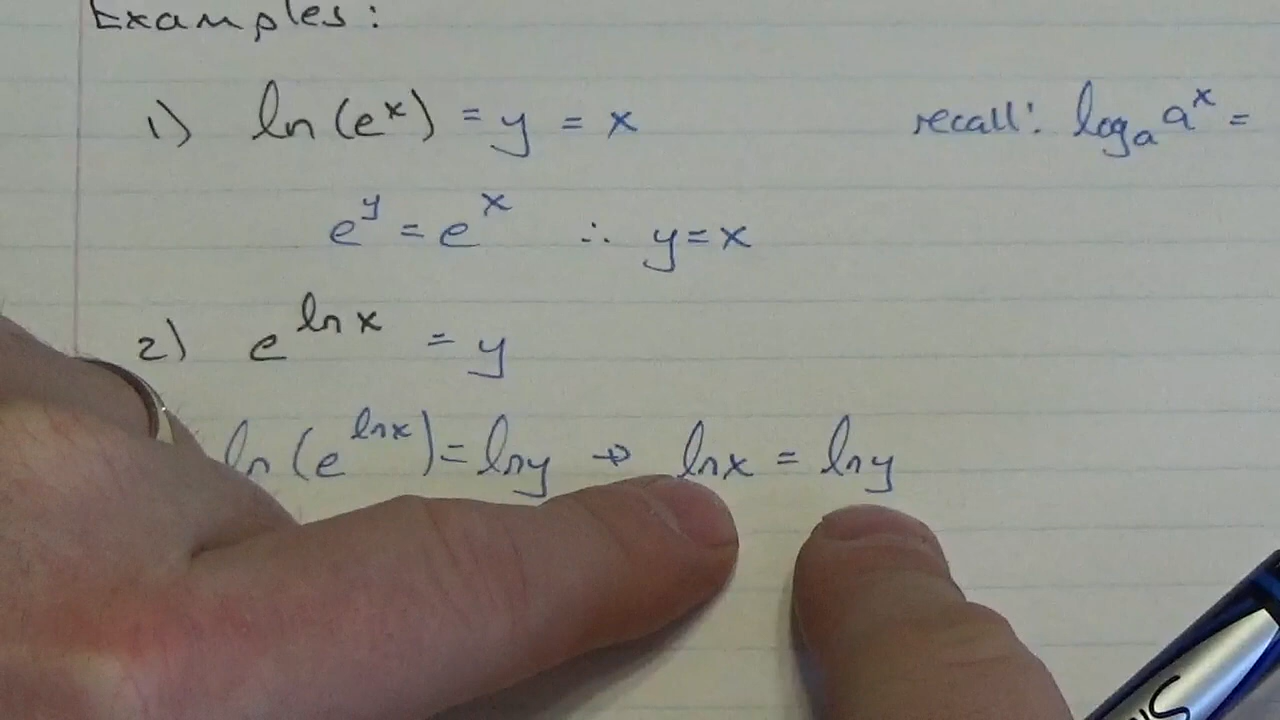 Examples:
1) ln(e^x) = y = x
recall: log_a a^x =
e^y = e^x ∴ y = x
2) e^{ln x} = y
ln(e^{ln x}) = ln y → ln x = ln y